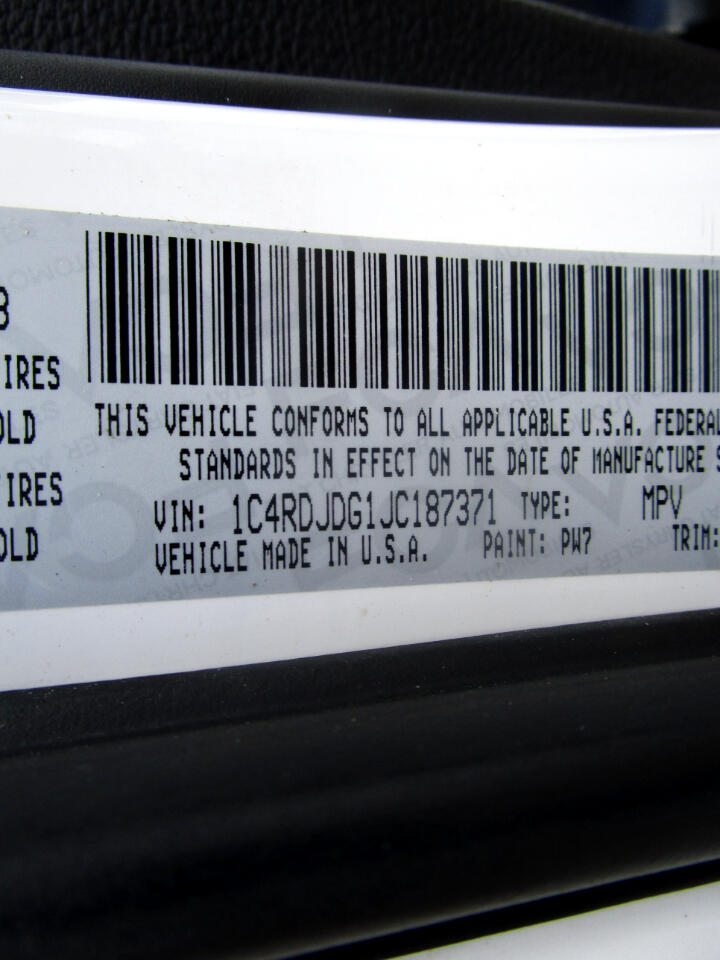 3
IRES
OLD
IRES
OLD
THIS VEHICLE CONFORMS TO ALL APPLICABLE U.S.A. FEDERAL
STANDARDS IN EFFECT ON THE DATE OF MANUFACTURE S
VIN: 1C4RDJDG1JC187371 TYPE: MPV
VEHICLE MADE IN U.S.A. PAINT: PW7 TRIM: